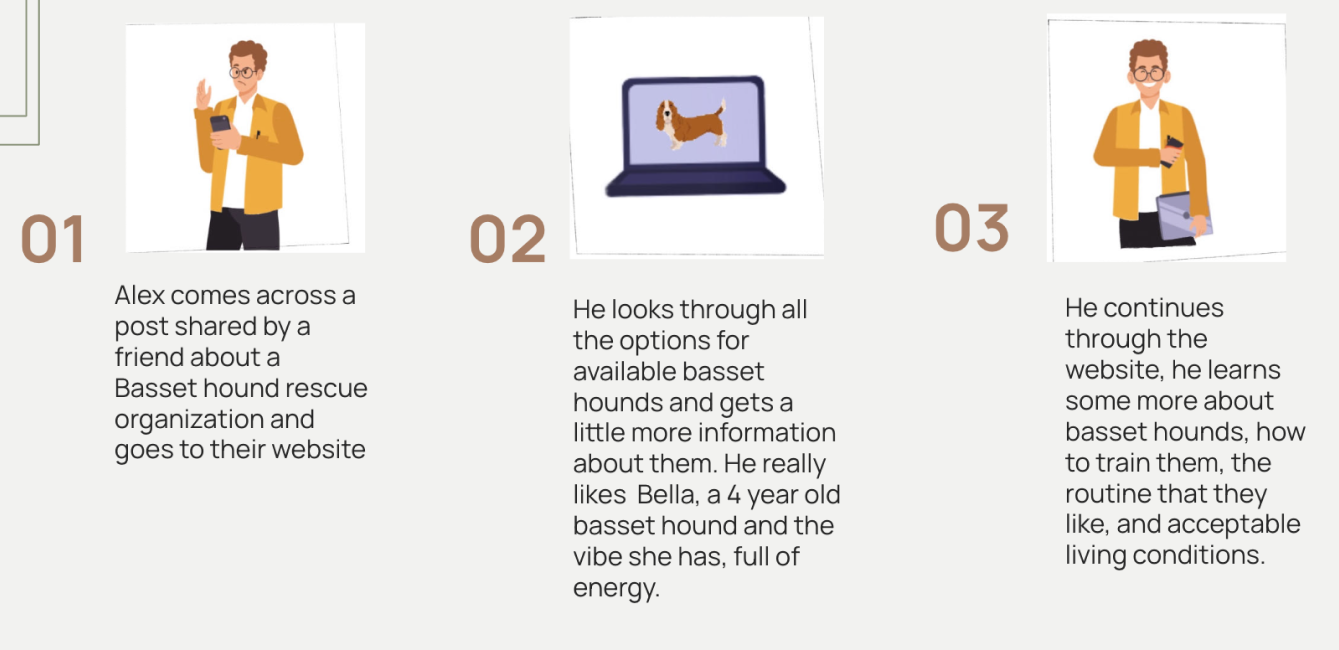 01
Alex comes across a
post shared by a
friend about a
Basset hound rescue
organization and
goes to their website
02
He looks through all
the options for
available basset
hounds and gets a
little more information
about them. He really
likes  Bella, a 4 year old
basset hound and the
vibe she has, full of
energy.
03
He continues
through the
website, he learns
some more about
basset hounds, how
to train them, the
routine that they
like, and acceptable
living conditions.